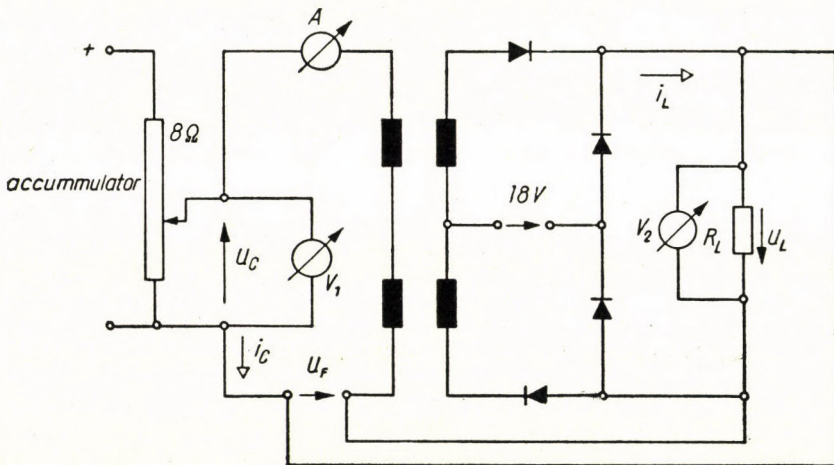 A
+
8Ω
accummulator
u_C
V_1
i_C
u_F
18V
i_L
V_2
R_L
u_L